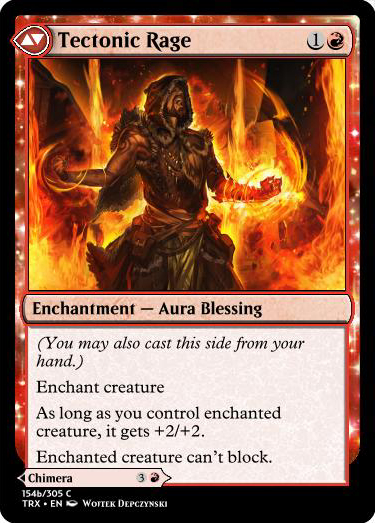 Tectonic Rage 1
Enchantment — Aura Blessing
(You may also cast this side from your
hand.)
Enchant creature
As long as you control enchanted
creature, it gets +2/+2.
Enchanted creature can't block.
Chimera 3
154b/305 C
TRX • EN Wojtek Depczynski